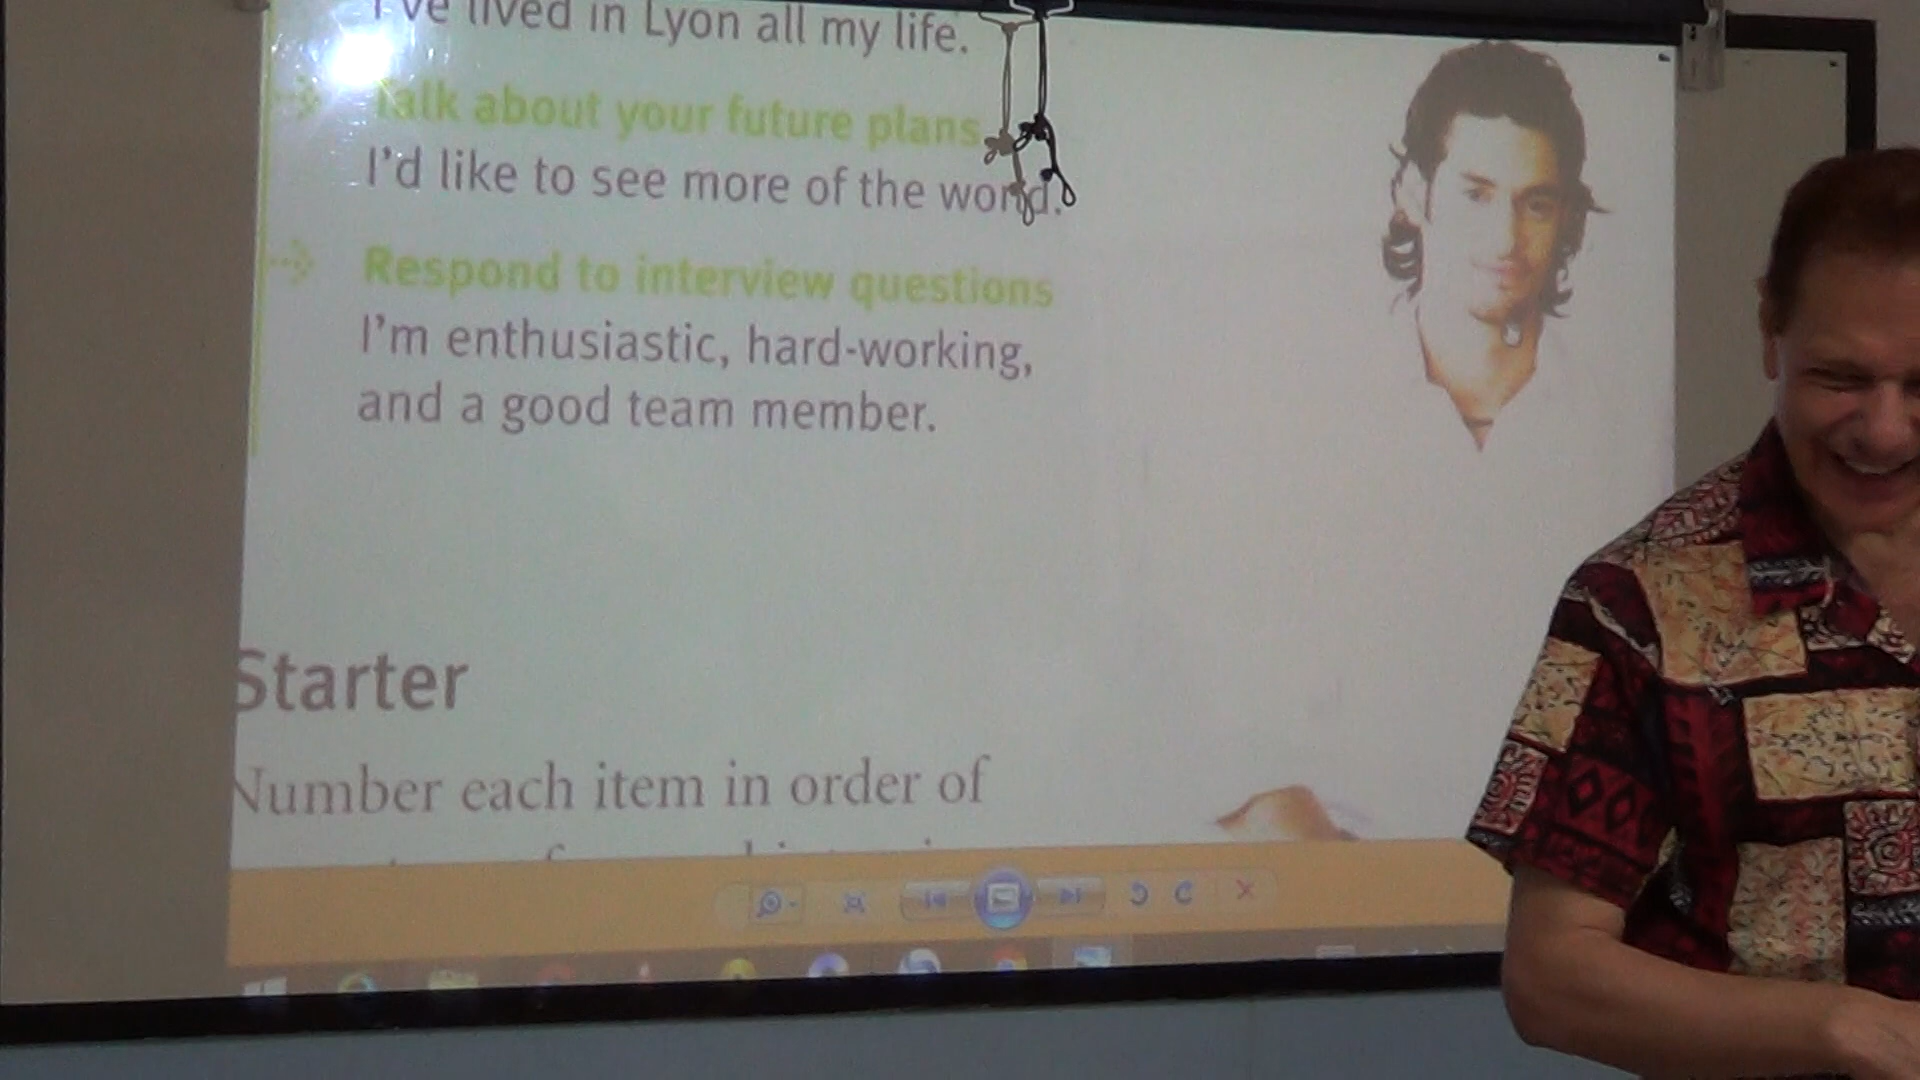 I've lived in Lyon all my life.
Talk about your future plans
I'd like to see more of the world.
Respond to interview questions
I'm enthusiastic, hard-working,
and a good team member.
Starter
Number each item in order of